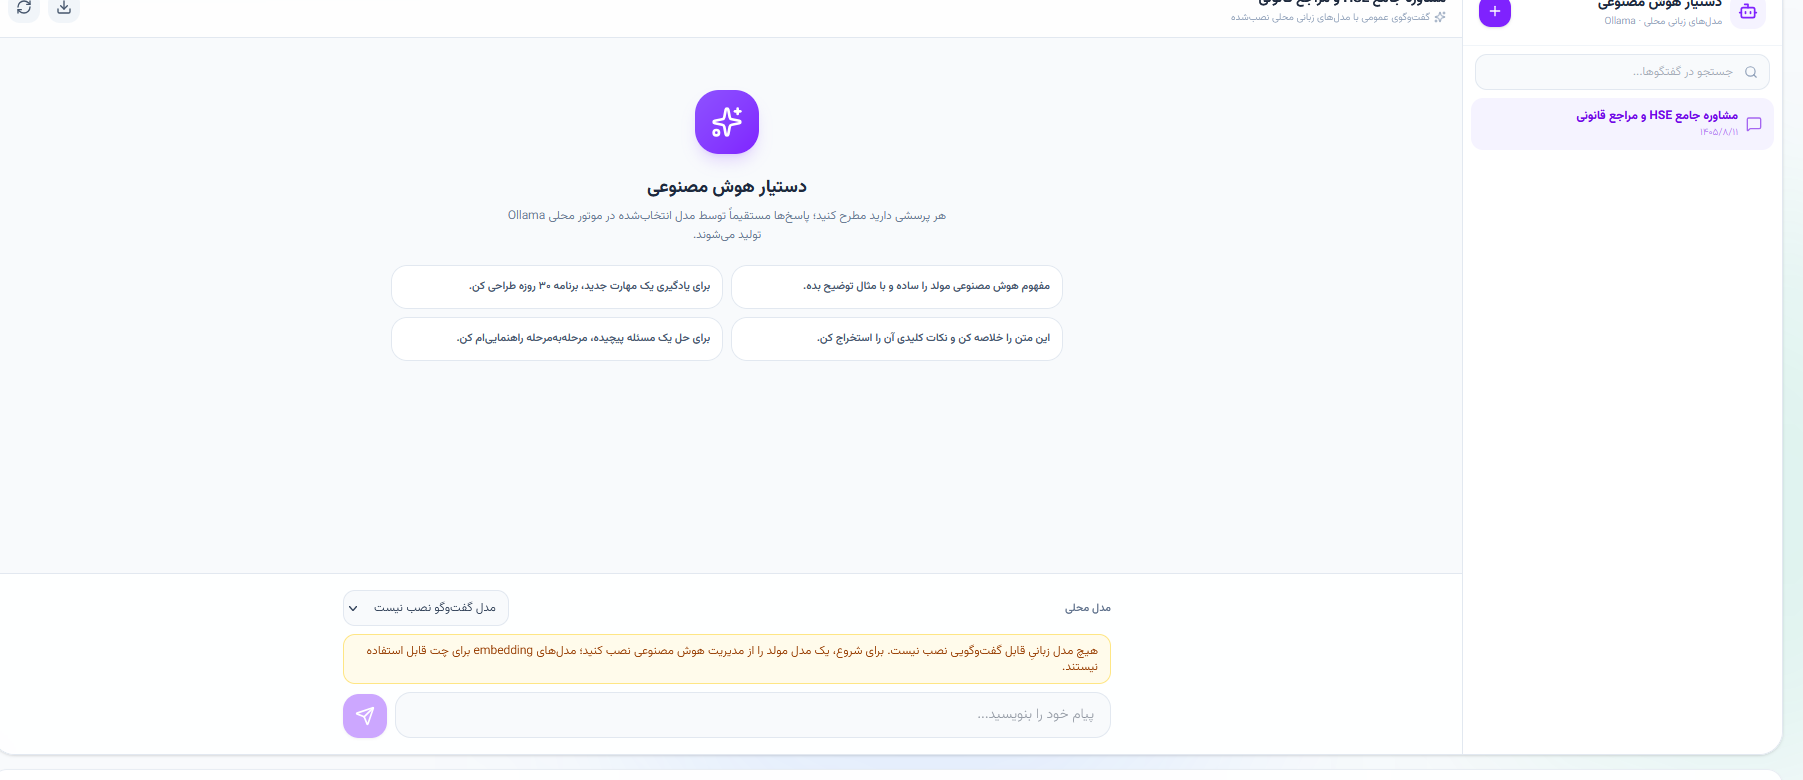 دستیار هوش مصنوعی
مدل‌های زبانی محلی · Ollama
جستجو در گفتگوها...
مشاوره جامع HSE و مراجع قانونی
۱۴۰۵/۸/۱۱
مشاوره جامع HSE و مراجع قانونی
گفت‌وگوی عمومی با مدل‌های زبانی محلی نصب‌شده
دستیار هوش مصنوعی
هر پرسشی دارید مطرح کنید؛ پاسخ‌ها مستقیماً توسط مدل انتخاب‌شده در موتور محلی Ollama
تولید می‌شوند.
مفهوم هوش مصنوعی مولد را ساده و با مثال توضیح بده.
برای یادگیری یک مهارت جدید، برنامه ۳۰ روزه طراحی کن.
این متن را خلاصه کن و نکات کلیدی آن را استخراج کن.
برای حل یک مسئله پیچیده، مرحله‌به‌مرحله راهنمایی‌ام کن.
مدل محلی
مدل گفت‌وگو نصب نیست
هیچ مدل زبانیِ قابل گفت‌وگویی نصب نیست. برای شروع، یک مدل مولد را از مدیریت هوش مصنوعی نصب کنید؛ مدل‌های embedding برای چت قابل استفاده
نیستند.
پیام خود را بنویسید...